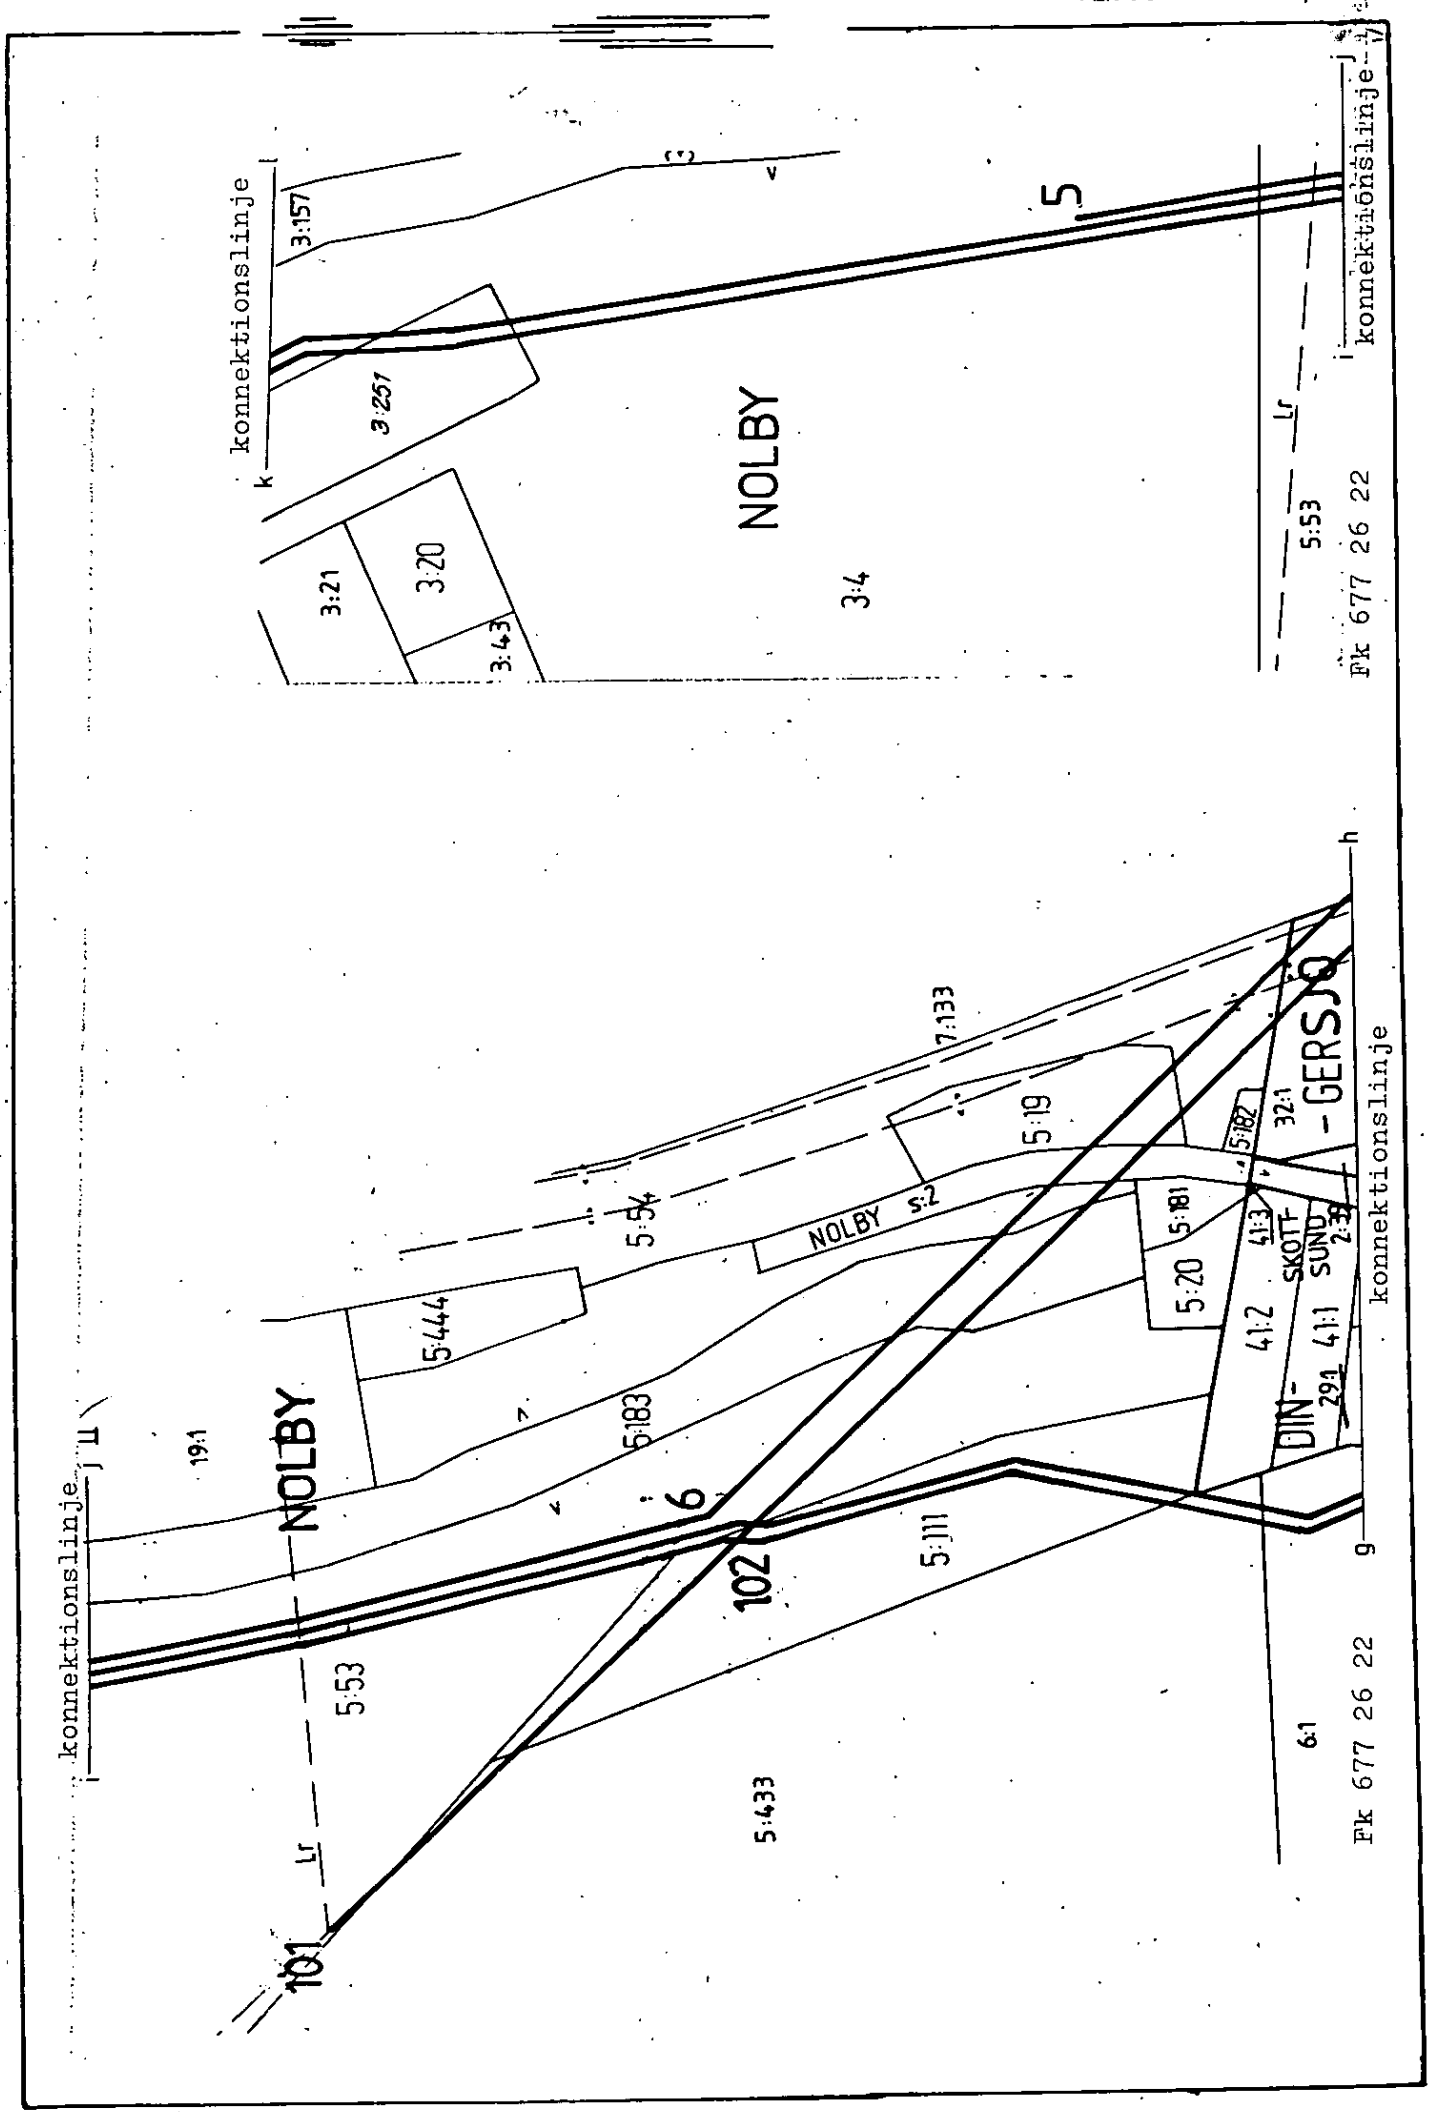 konnektionslinje
i
j
19:1
NOLBY
Lr
101
5:53
5:444
5:183
5:54
6
102
5:433
5:111
NOLBY S:2
7:133
5:19
5:181
5:20
5:182
41:3
41:2
32:1
SKOTT-
SUND
DIN-
-GERSJÖ
41:1
29:1
6:1
g
h
konnektionslinje
Fk 677 26 22
konnektionslinje
k
l
3:157
3:251
3:21
3:20
3:43
NOLBY
3:4
5
Lr
5:53
i
j
konnektionslinje
Fk 677 26 22